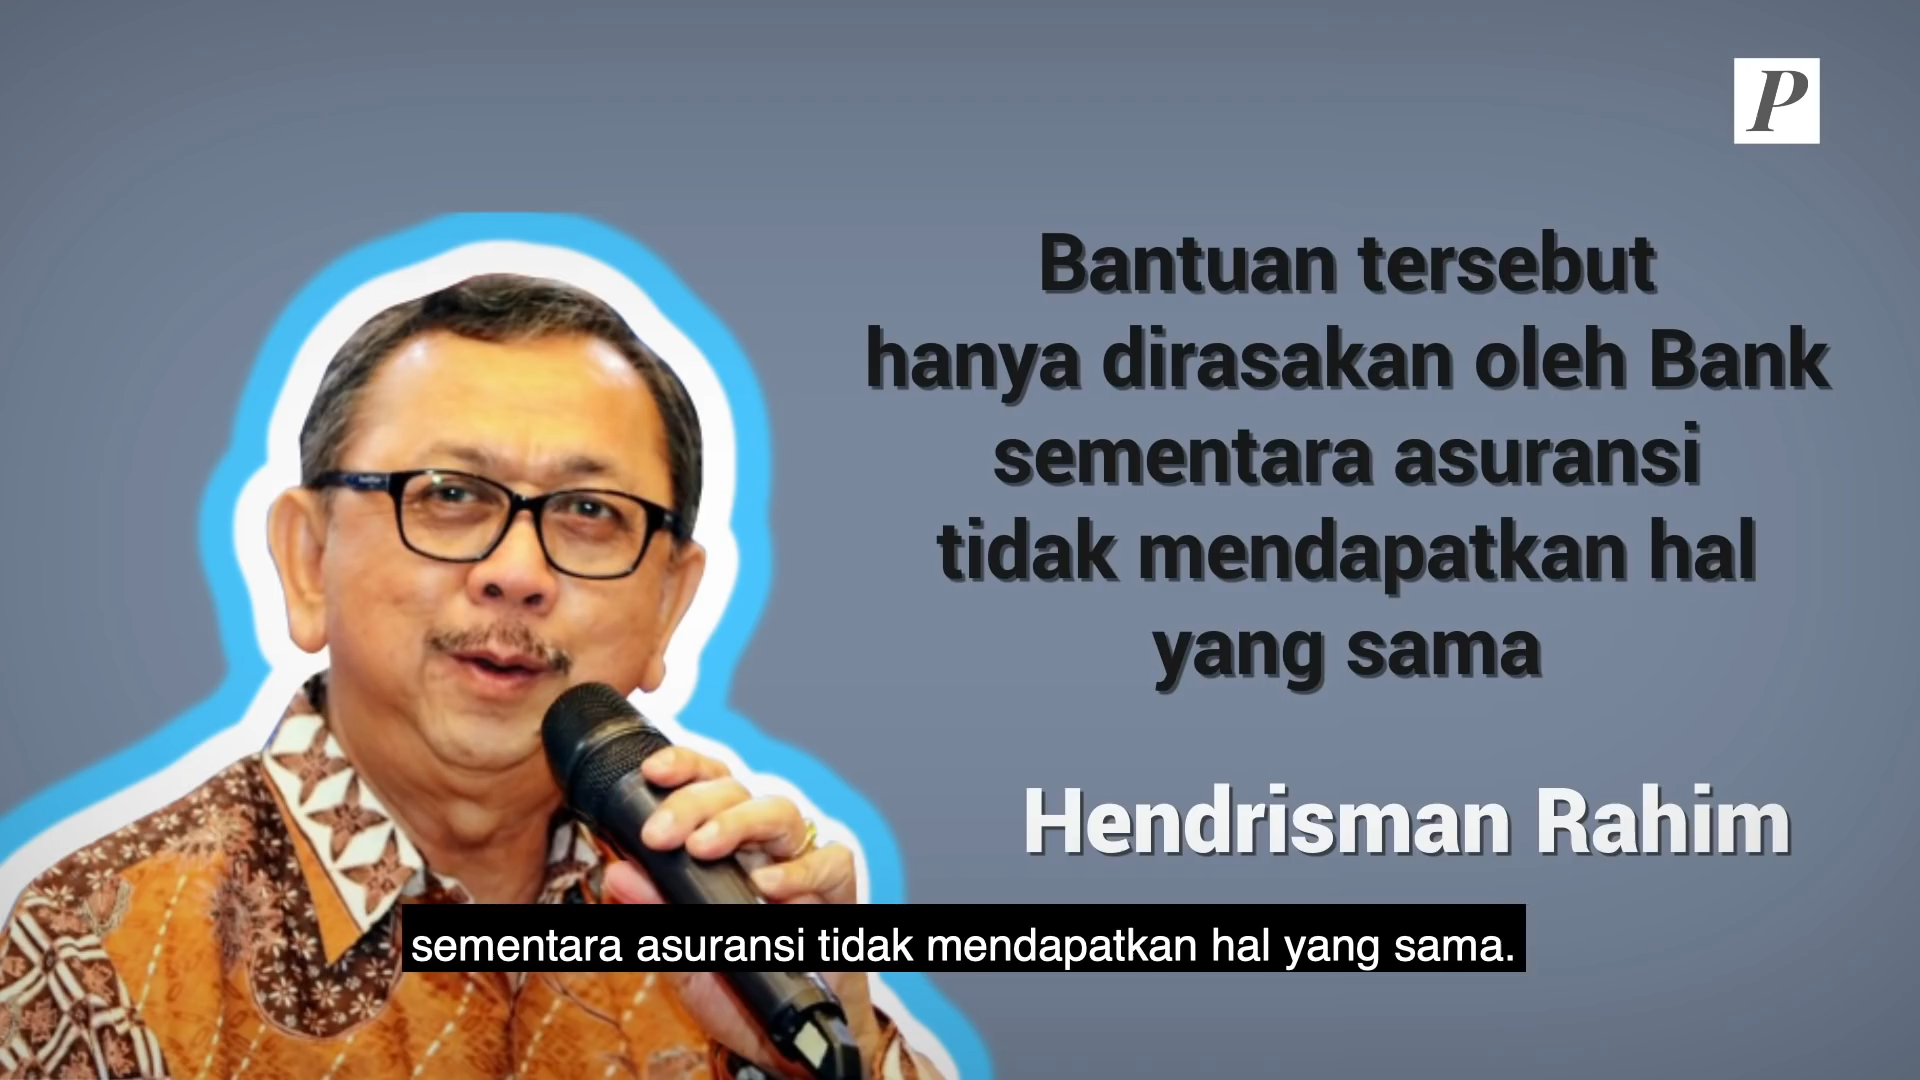 P
Bantuan tersebut
hanya dirasakan oleh Bank
sementara asuransi
tidak mendapatkan hal
yang sama
Hendrisman Rahim
sementara asuransi tidak mendapatkan hal yang sama.